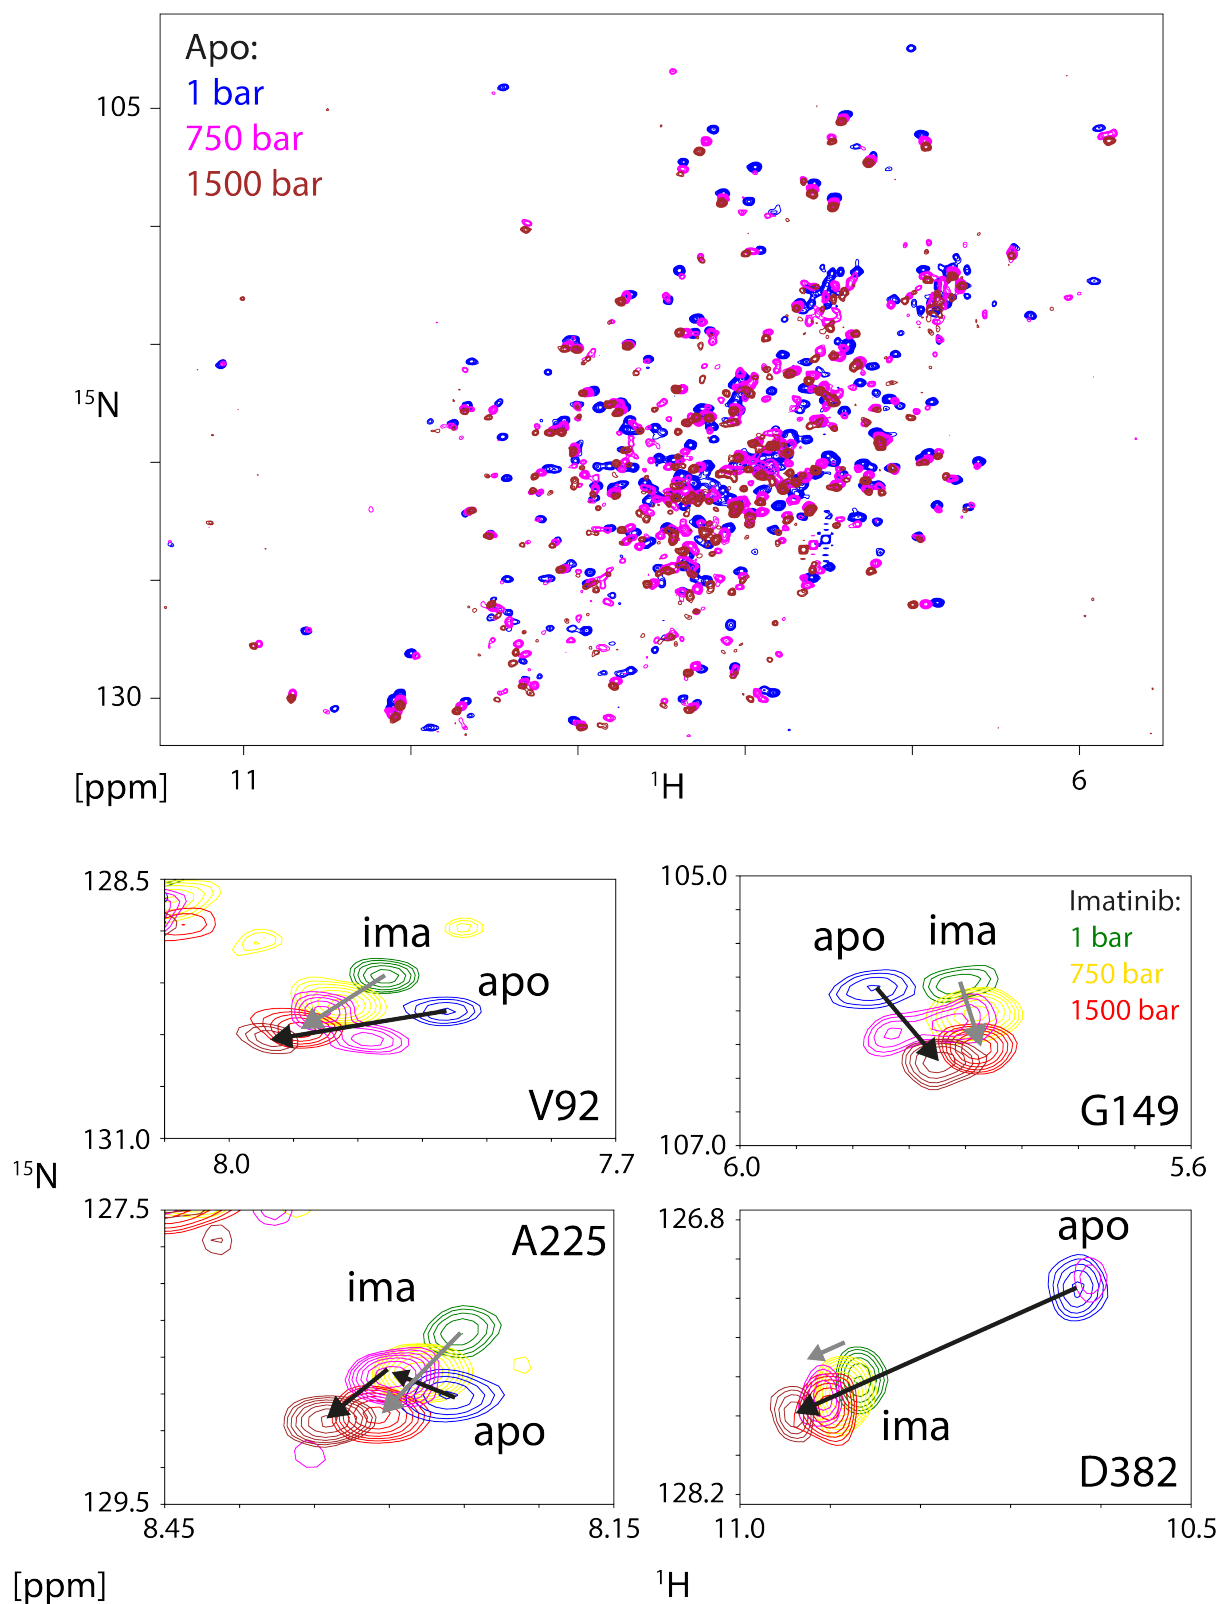 Apo:
1 bar
750 bar
1500 bar
105
¹⁵N
130
[ppm]
11
¹H
6
128.5
ima
apo
V92
131.0
8.0
7.7
105.0
apo
ima
Imatinib:
1 bar
750 bar
1500 bar
G149
107.0
6.0
5.6
¹⁵N
127.5
A225
ima
apo
129.5
8.45
8.15
126.8
apo
ima
D382
128.2
11.0
10.5
[ppm]
¹H